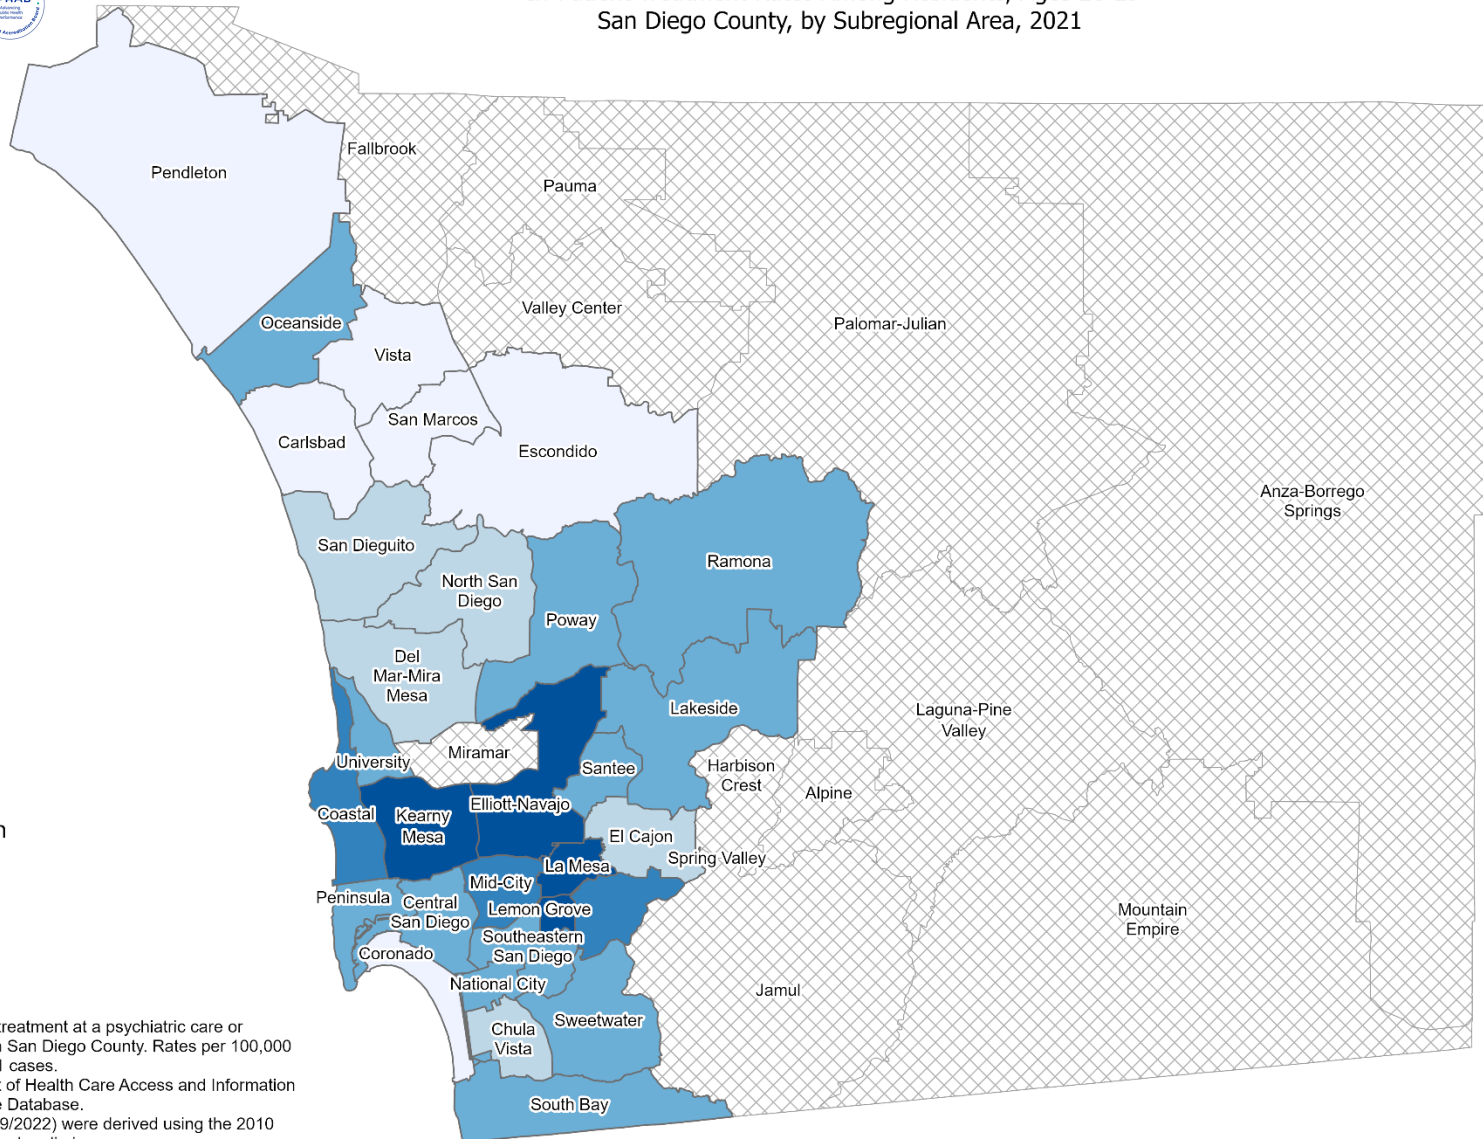 San Diego County, by Subregional Area, 2021
Advancing
Public Health
Performance
Fallbrook
Pendleton
Pauma
Valley Center
Oceanside
Palomar-Julian
Vista
San Marcos
Carlsbad
Escondido
Anza-Borrego
Springs
San Dieguito
Ramona
North San
Diego
Poway
Del
Mar-Mira
Mesa
Lakeside
Laguna-Pine
Valley
Miramar
University
Santee
Harbison
Crest
Alpine
Elliott-Navajo
Coastal
Kearny
Mesa
El Cajon
Spring Valley
La Mesa
Mid-City
Peninsula
Central
San Diego
Lemon Grove
Mountain
Empire
Southeastern
San Diego
Coronado
National City
Jamul
Sweetwater
Chula
Vista
South Bay
treatment at a psychiatric care or
San Diego County. Rates per 100,000
cases.
of Health Care Access and Information
Database.
9/2022) were derived using the 2010